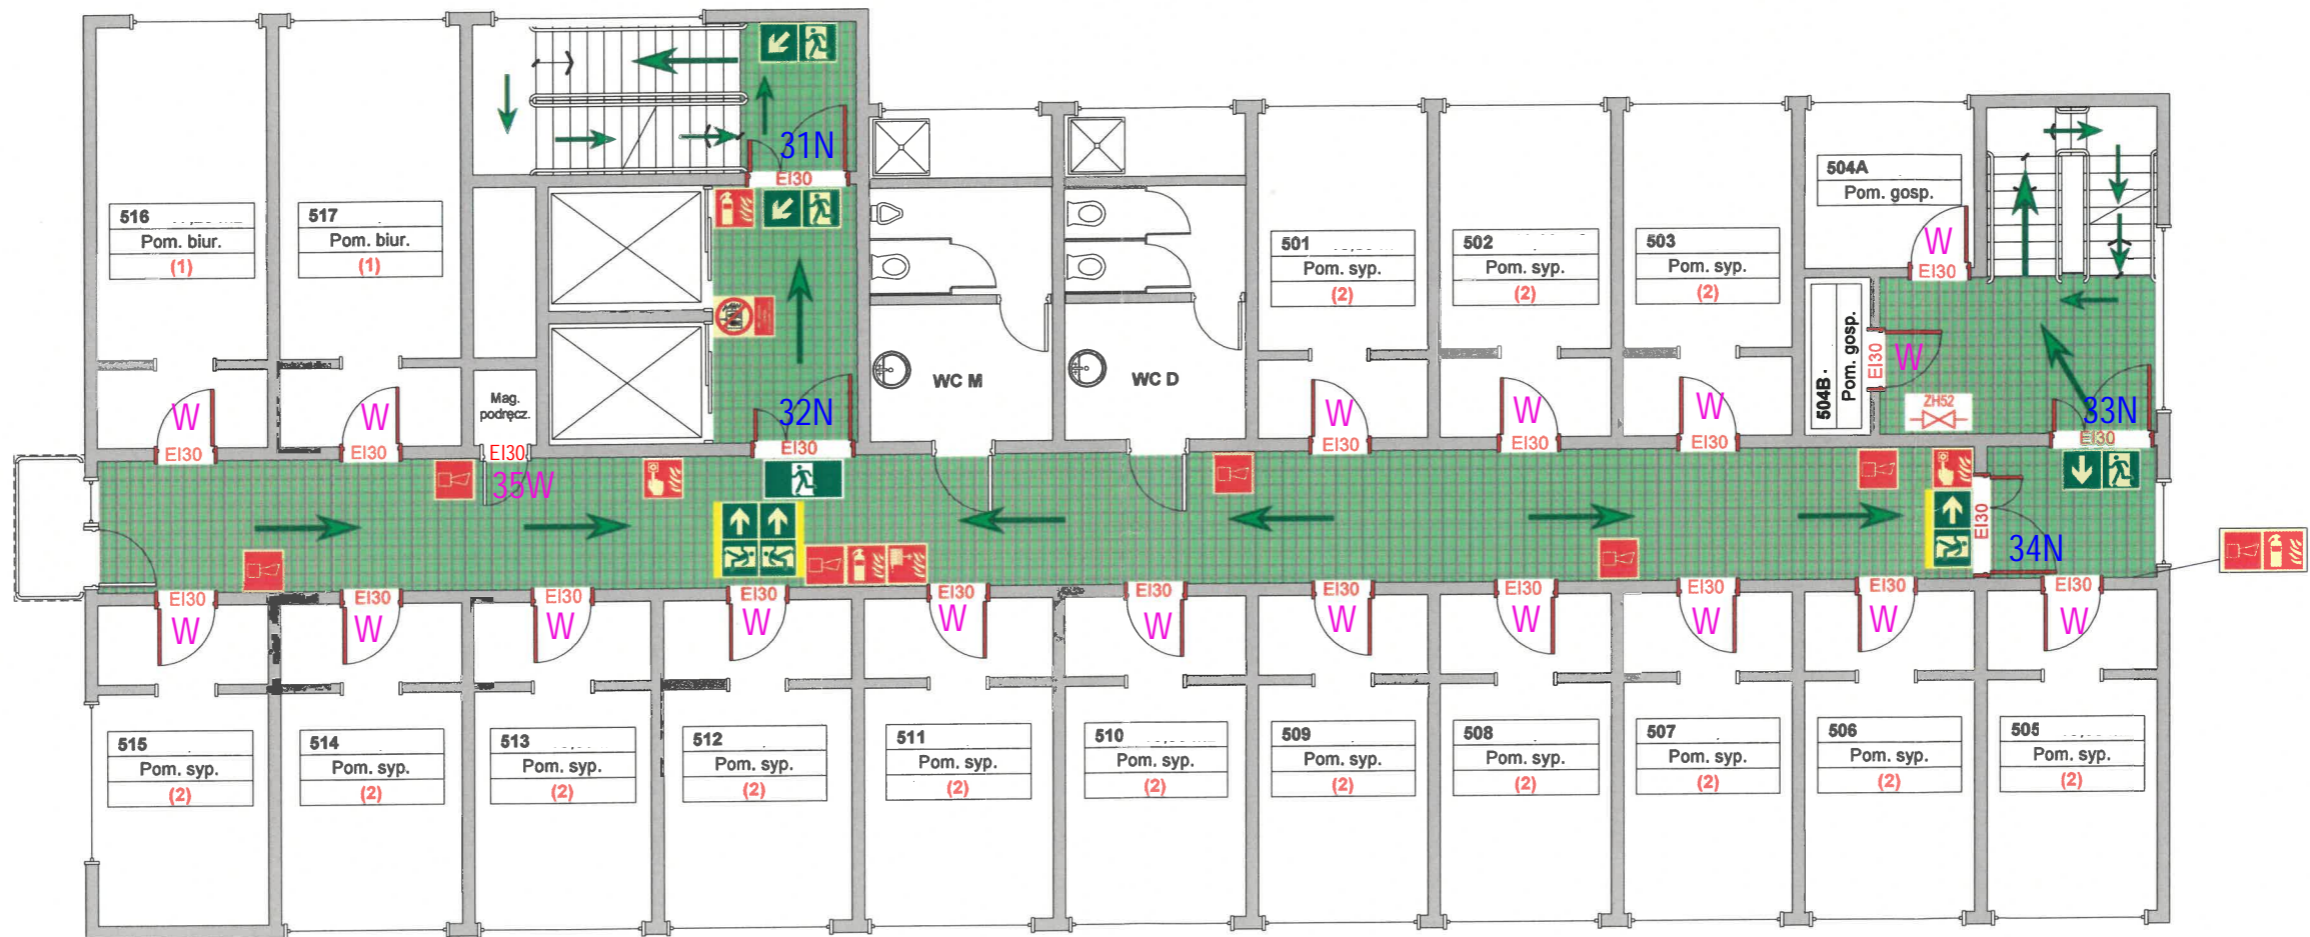 31N
EI30
516
Pom. biur.
(1)
517
Pom. biur.
(1)
501
Pom. syp.
(2)
502
Pom. syp.
(2)
503
Pom. syp.
(2)
504A
Pom. gosp.
W
EI30
504B
Pom. gosp.
EI30
W
ZH52
33N
EI30
Mag.
podręcz.
32N
WC M
WC D
W
EI30
W
EI30
EI30
35W
W
EI30
W
EI30
W
EI30
EI30
34N
EI30
W
EI30
W
EI30
W
EI30
W
EI30
W
EI30
W
EI30
W
EI30
W
EI30
W
EI30
W
EI30
W
515
Pom. syp.
(2)
514
Pom. syp.
(2)
513
Pom. syp.
(2)
512
Pom. syp.
(2)
511
Pom. syp.
(2)
510
Pom. syp.
(2)
509
Pom. syp.
(2)
508
Pom. syp.
(2)
507
Pom. syp.
(2)
506
Pom. syp.
(2)
505
Pom. syp.
(2)